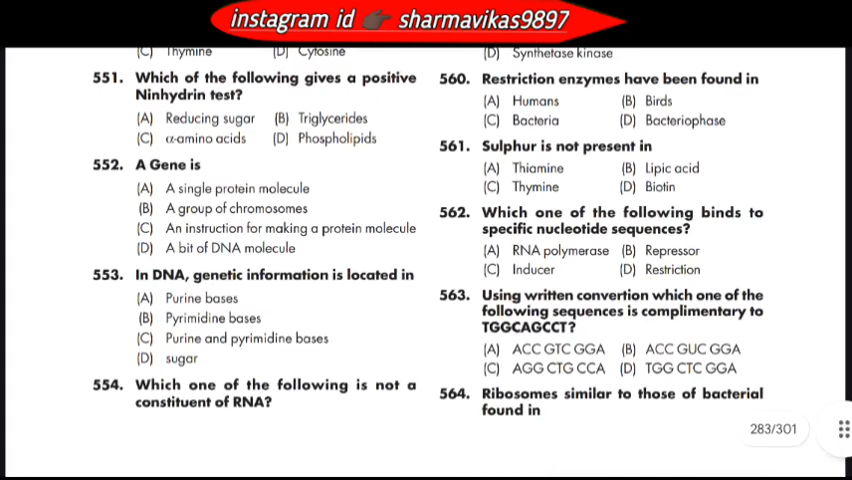 instagram id sharmavikas9897
(C) Thymine (D) Cytosine
551. Which of the following gives a positive
Ninhydrin test?
(A) Reducing sugar (B) Triglycerides
(C) α-amino acids (D) Phospholipids
552. A Gene is
(A) A single protein molecule
(B) A group of chromosomes
(C) An instruction for making a protein molecule
(D) A bit of DNA molecule
553. In DNA, genetic information is located in
(A) Purine bases
(B) Pyrimidine bases
(C) Purine and pyrimidine bases
(D) sugar
554. Which one of the following is not a
constituent of RNA?
(D) Synthetase kinase
560. Restriction enzymes have been found in
(A) Humans (B) Birds
(C) Bacteria (D) Bacteriophase
561. Sulphur is not present in
(A) Thiamine (B) Lipic acid
(C) Thymine (D) Biotin
562. Which one of the following binds to
specific nucleotide sequences?
(A) RNA polymerase (B) Repressor
(C) Inducer (D) Restriction
563. Using written convertion which one of the
following sequences is complimentary to
TGGCAGCCT?
(A) ACC GTC GGA (B) ACC GUC GGA
(C) AGG CTG CCA (D) TGG CTC GGA
564. Ribosomes similar to those of bacterial
found in
283/301